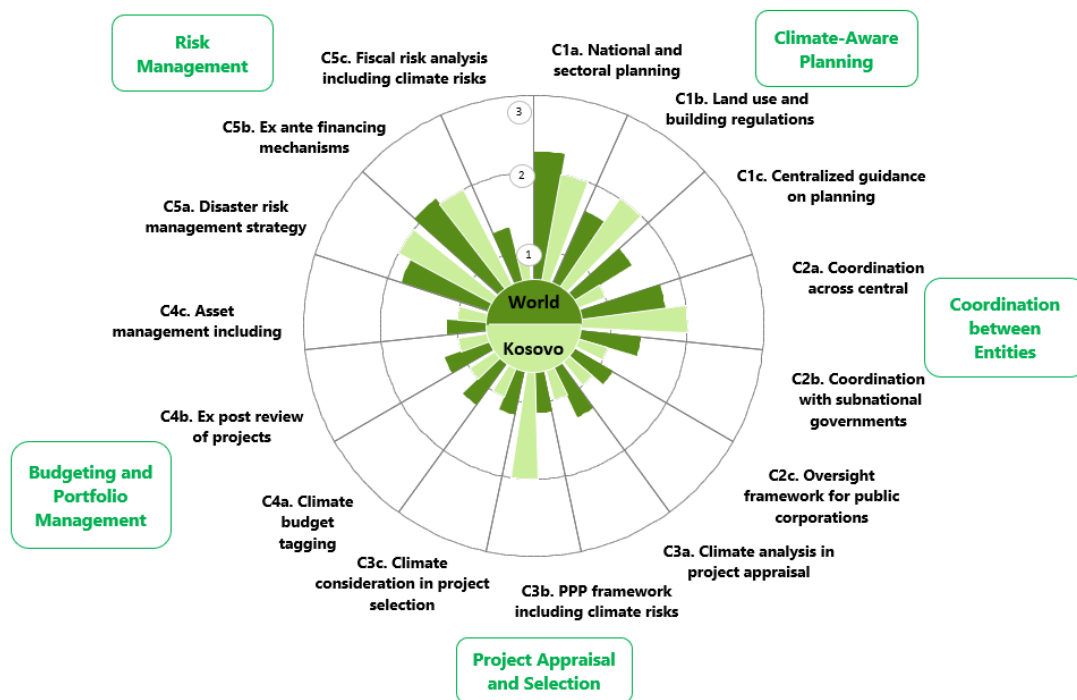 Risk
Management
C5c. Fiscal risk analysis
including climate risks
C1a. National and
sectoral planning
Climate-Aware
Planning
C1b. Land use and
building regulations
C1c. Centralized guidance
on planning
C2a. Coordination
across central
Coordination
between
Entities
C2b. Coordination
with subnational
governments
C2c. Oversight
framework for public
corporations
C3a. Climate analysis in
project appraisal
C3b. PPP framework
including climate risks
Project Appraisal
and Selection
C3c. Climate
consideration in project
selection
C4a. Climate
budget
tagging
Budgeting and
Portfolio
Management
C4b. Ex post review
of projects
C4c. Asset
management including
C5a. Disaster risk
management strategy
C5b. Ex ante financing
mechanisms
3
2
1
World
Kosovo